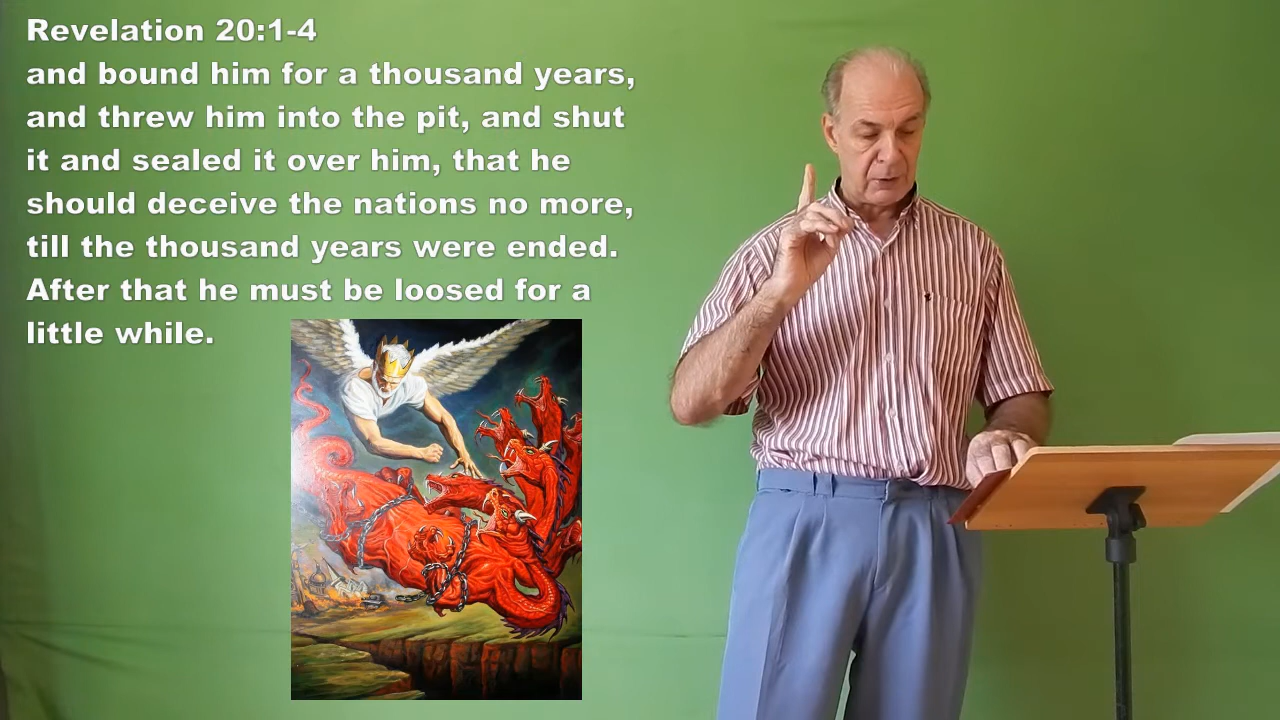 Revelation 20:1-4
and bound him for a thousand years,
and threw him into the pit, and shut
it and sealed it over him, that he
should deceive the nations no more,
till the thousand years were ended.
After that he must be loosed for a
little while.